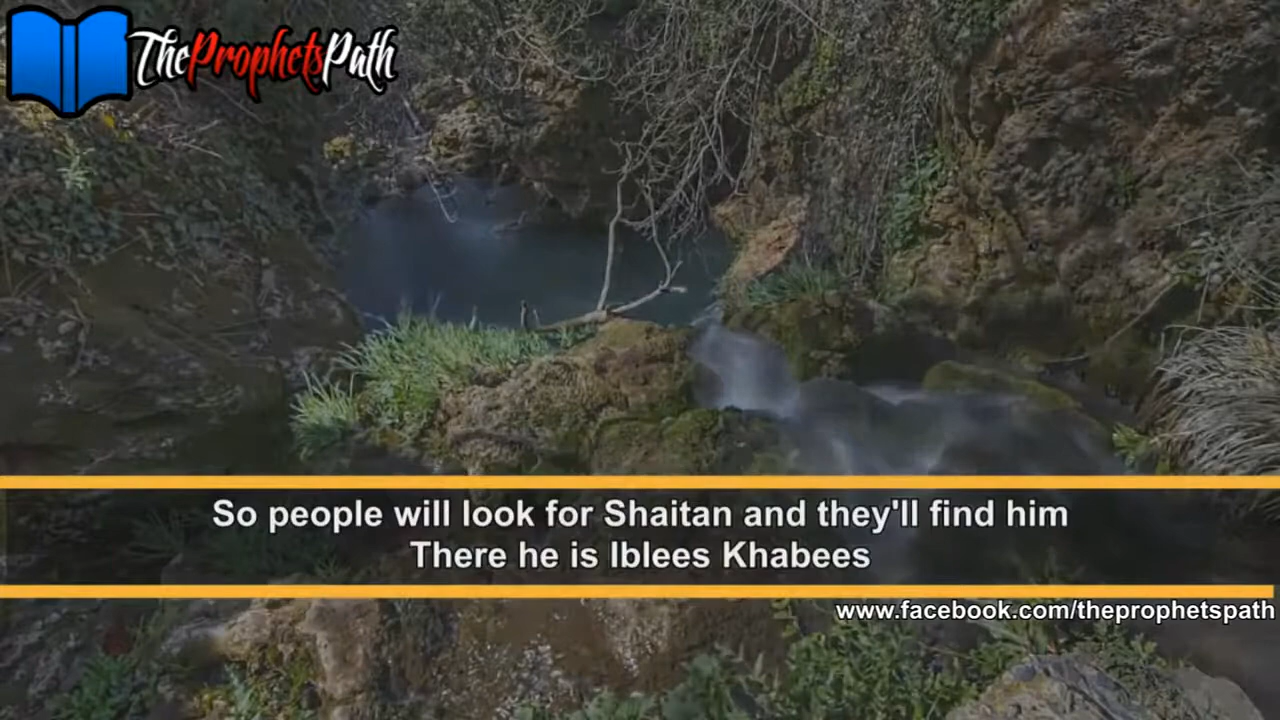 ThePropheTsPath
So people will look for Shaitan and they'll find him
There he is Iblees Khabees
www.facebook.com/theprophetspath